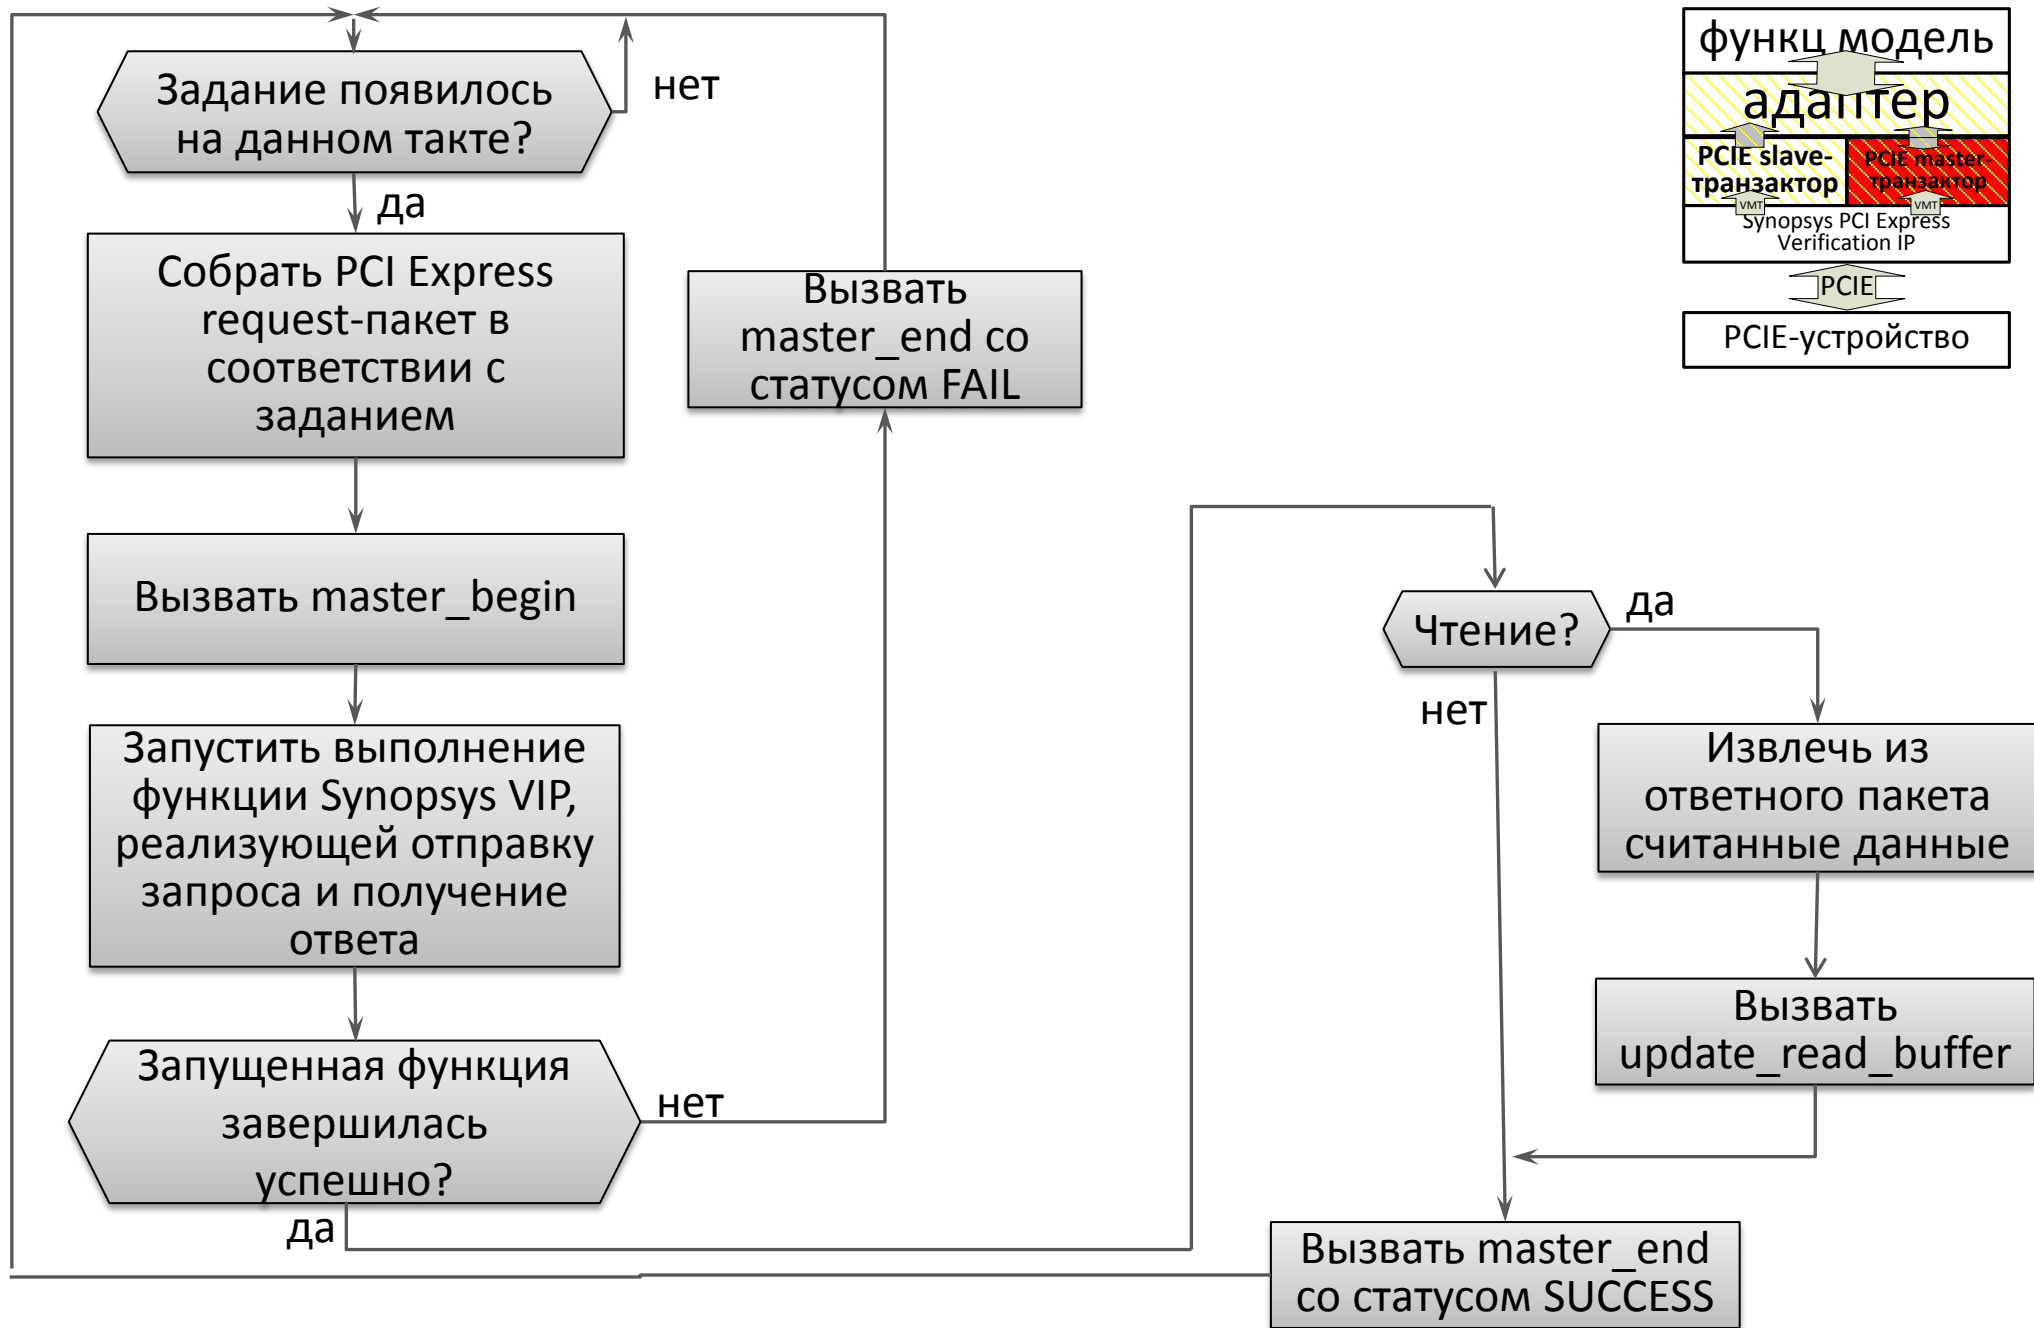 Задание появилось
на данном такте?
нет
да
Собрать PCI Express
request-пакет в
соответствии с
заданием
Вызвать master_begin
Запустить выполнение
функции Synopsys VIP,
реализующей отправку
запроса и получение
ответа
Запущенная функция
завершилась
успешно?
нет
да
Вызвать
master_end со
статусом FAIL
Чтение?
да
нет
Извлечь из
ответного пакета
считанные данные
Вызвать
update_read_buffer
Вызвать master_end
со статусом SUCCESS
функц модель
адаптер
PCIE slave-
транзактор
PCIE master-
транзактор
VMT
VMT
Synopsys PCI Express
Verification IP
PCIE
PCIE-устройство